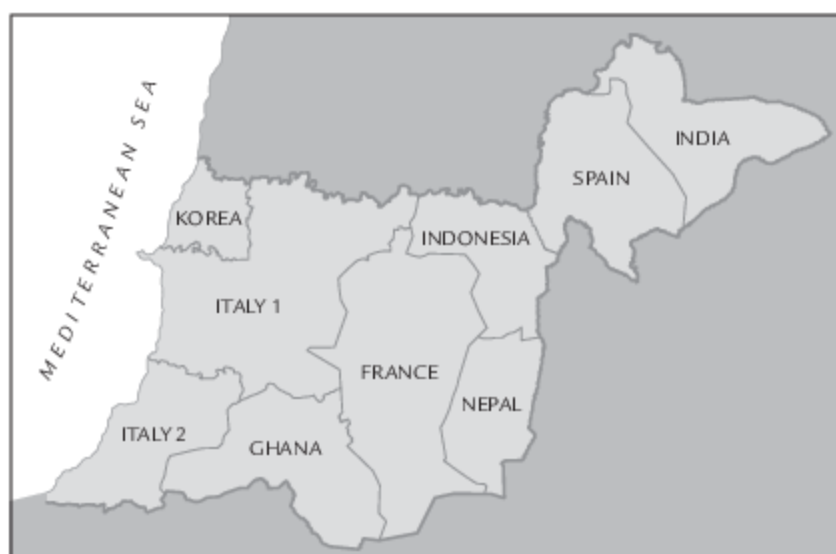 MEDITERRANEAN SEA
INDIA
SPAIN
KOREA
INDONESIA
ITALY 1
FRANCE
NEPAL
ITALY 2
GHANA